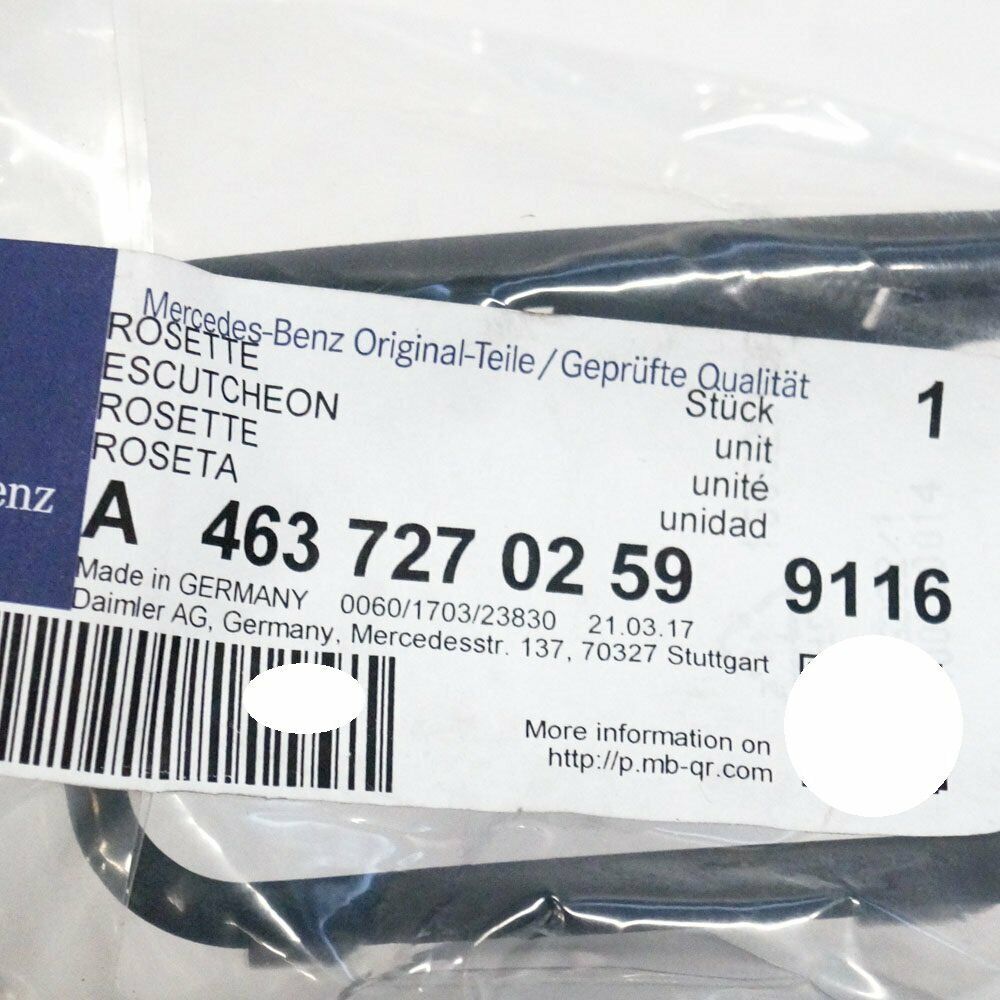 Mercedes-Benz Original-Teile / Geprüfte Qualität
ROSETTE
ESCUTCHEON
ROSETTE
ROSETA
Stück 1
unit
unité
unidad
enz
A 463 727 02 59 9116
Made in GERMANY 0060/1703/23830 21.03.17
Daimler AG, Germany, Mercedesstr. 137, 70327 Stuttgart
More information on
http://p.mb-qr.com